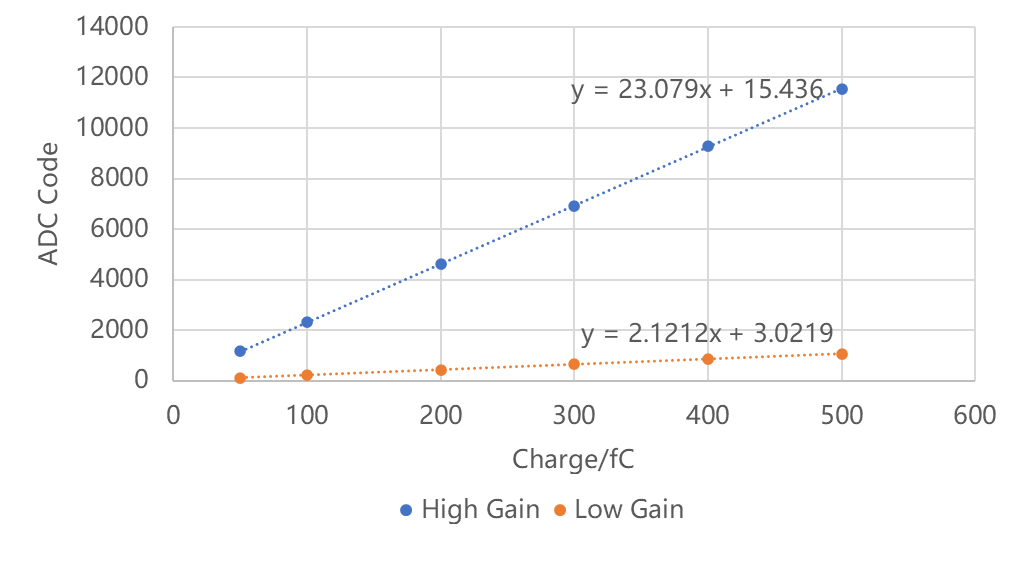 14000
12000
10000
8000
6000
4000
2000
0
ADC Code
y = 23.079x + 15.436
y = 2.1212x + 3.0219
0 100 200 300 400 500 600
Charge/fC
High Gain Low Gain